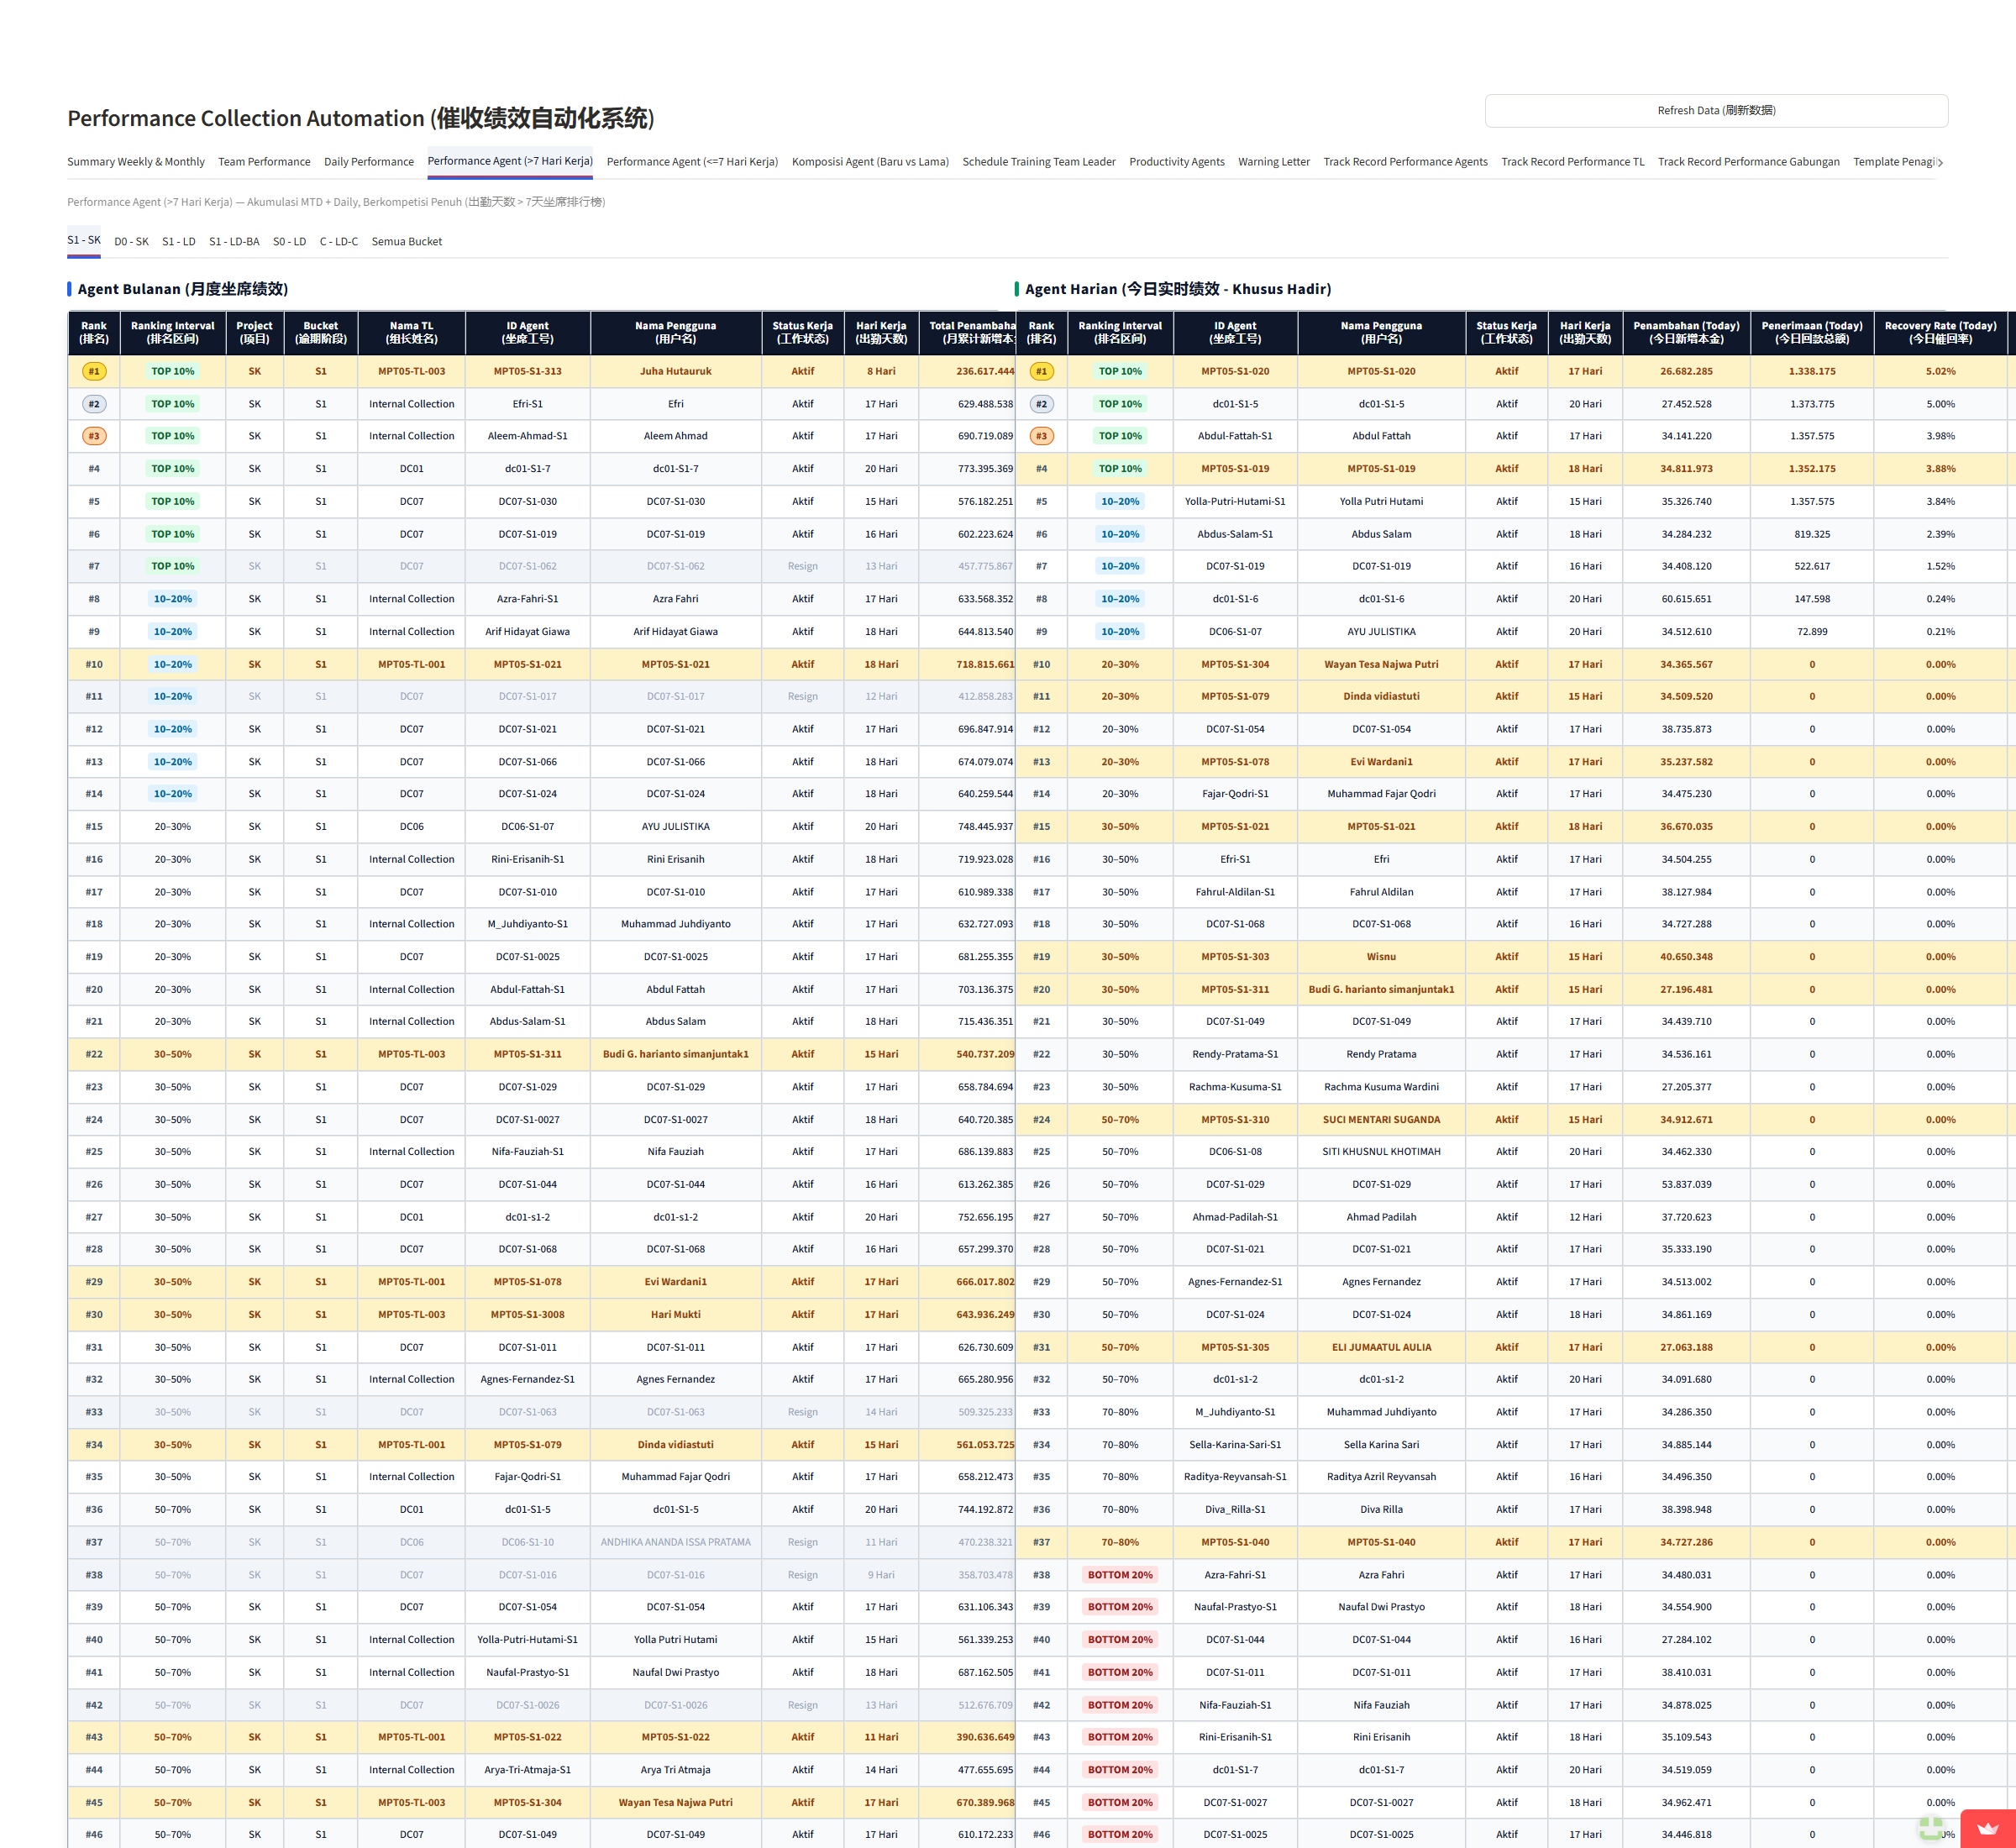 Performance Collection Automation (催收绩效自动化系统)
Refresh Data (刷新数据)
Summary Weekly & Monthly Team Performance Daily Performance Performance Agent (>7 Hari Kerja) Performance Agent (<=7 Hari Kerja) Komposisi Agent (Baru vs Lama) Schedule Training Team Leader Productivity Agents Warning Letter Track Record Performance Agents Track Record Performance TL Track Record Performance Gabungan Template Penagi
Performance Agent (>7 Hari Kerja) — Akumulasi MTD + Daily, Berkompetisi Penuh (出勤天数 > 7天坐席排行榜)
S1 - SK D0 - SK S1 - LD S1 - LD-BA S0 - LD C - LD-C Semua Bucket
Agent Bulanan (月度坐席绩效)
Rank Ranking Interval Project Bucket Nama TL ID Agent Nama Pengguna Status Kerja Hari Kerja Total Penambaha
(排名) (排名区间) (项目) (逾期阶段) (组长姓名) (坐席工号) (用户名) (工作状态) (出勤天数) (月累计新增本
#1 TOP 10% SK S1 MPT05-TL-003 MPT05-S1-313 Juha Hutauruk Aktif 8 Hari 236.617.444
#2 TOP 10% SK S1 Internal Collection Efri-S1 Efri Aktif 17 Hari 629.488.538
#3 TOP 10% SK S1 Internal Collection Aleem-Ahmad-S1 Aleem Ahmad Aktif 17 Hari 690.719.089
#4 TOP 10% SK S1 DC01 dc01-S1-7 dc01-S1-7 Aktif 20 Hari 773.395.369
#5 TOP 10% SK S1 DC07 DC07-S1-030 DC07-S1-030 Aktif 15 Hari 576.182.251
#6 TOP 10% SK S1 DC07 DC07-S1-019 DC07-S1-019 Aktif 16 Hari 602.223.624
#7 TOP 10% SK S1 DC07 DC07-S1-062 DC07-S1-062 Resign 13 Hari 457.775.867
#8 10–20% SK S1 Internal Collection Azra-Fahri-S1 Azra Fahri Aktif 17 Hari 633.568.352
#9 10–20% SK S1 Internal Collection Arif Hidayat Giawa Arif Hidayat Giawa Aktif 18 Hari 644.813.540
#10 10–20% SK S1 MPT05-TL-001 MPT05-S1-021 MPT05-S1-021 Aktif 18 Hari 718.815.661
#11 10–20% SK S1 DC07 DC07-S1-017 DC07-S1-017 Resign 12 Hari 412.858.283
#12 10–20% SK S1 DC07 DC07-S1-021 DC07-S1-021 Aktif 17 Hari 696.847.914
#13 10–20% SK S1 DC07 DC07-S1-066 DC07-S1-066 Aktif 18 Hari 674.079.074
#14 10–20% SK S1 DC07 DC07-S1-024 DC07-S1-024 Aktif 18 Hari 640.259.544
#15 20–30% SK S1 DC06 DC06-S1-07 AYU JULISTIKA Aktif 20 Hari 748.445.937
#16 20–30% SK S1 Internal Collection Rini-Erisanih-S1 Rini Erisanih Aktif 18 Hari 719.923.028
#17 20–30% SK S1 DC07 DC07-S1-010 DC07-S1-010 Aktif 17 Hari 610.989.338
#18 20–30% SK S1 Internal Collection M_Juhdiyanto-S1 Muhammad Juhdiyanto Aktif 17 Hari 632.727.093
#19 20–30% SK S1 DC07 DC07-S1-0025 DC07-S1-0025 Aktif 17 Hari 681.255.355
#20 20–30% SK S1 Internal Collection Abdul-Fattah-S1 Abdul Fattah Aktif 17 Hari 703.136.375
#21 20–30% SK S1 Internal Collection Abdus-Salam-S1 Abdus Salam Aktif 18 Hari 715.436.351
#22 30–50% SK S1 MPT05-TL-003 MPT05-S1-311 Budi G. harianto simanjuntak1 Aktif 15 Hari 540.737.209
#23 30–50% SK S1 DC07 DC07-S1-029 DC07-S1-029 Aktif 17 Hari 658.784.694
#24 30–50% SK S1 DC07 DC07-S1-0027 DC07-S1-0027 Aktif 18 Hari 640.720.385
#25 30–50% SK S1 Internal Collection Nifa-Fauziah-S1 Nifa Fauziah Aktif 17 Hari 686.139.883
#26 30–50% SK S1 DC07 DC07-S1-044 DC07-S1-044 Aktif 16 Hari 613.262.385
#27 30–50% SK S1 DC01 dc01-s1-2 dc01-s1-2 Aktif 20 Hari 752.656.195
#28 30–50% SK S1 DC07 DC07-S1-068 DC07-S1-068 Aktif 16 Hari 657.299.370
#29 30–50% SK S1 MPT05-TL-001 MPT05-S1-078 Evi Wardani1 Aktif 17 Hari 666.017.802
#30 30–50% SK S1 MPT05-TL-003 MPT05-S1-3008 Hari Mukti Aktif 17 Hari 643.936.249
#31 30–50% SK S1 DC07 DC07-S1-011 DC07-S1-011 Aktif 17 Hari 626.730.609
#32 30–50% SK S1 Internal Collection Agnes-Fernandez-S1 Agnes Fernandez Aktif 17 Hari 665.280.956
#33 30–50% SK S1 DC07 DC07-S1-063 DC07-S1-063 Resign 14 Hari 509.325.233
#34 30–50% SK S1 MPT05-TL-001 MPT05-S1-079 Dinda vidiastuti Aktif 15 Hari 561.053.725
#35 30–50% SK S1 Internal Collection Fajar-Qodri-S1 Muhammad Fajar Qodri Aktif 17 Hari 658.212.473
#36 50–70% SK S1 DC01 dc01-S1-5 dc01-S1-5 Aktif 20 Hari 744.192.872
#37 50–70% SK S1 DC06 DC06-S1-10 ANDHIKA ANANDA ISSA PRATAMA Resign 11 Hari 470.238.321
#38 50–70% SK S1 DC07 DC07-S1-016 DC07-S1-016 Resign 9 Hari 358.703.478
#39 50–70% SK S1 DC07 DC07-S1-054 DC07-S1-054 Aktif 17 Hari 631.106.343
#40 50–70% SK S1 Internal Collection Yolla-Putri-Hutami-S1 Yolla Putri Hutami Aktif 15 Hari 561.339.253
#41 50–70% SK S1 Internal Collection Naufal-Prastyo-S1 Naufal Dwi Prastyo Aktif 18 Hari 687.162.505
#42 50–70% SK S1 DC07 DC07-S1-0026 DC07-S1-0026 Resign 13 Hari 512.676.709
#43 50–70% SK S1 MPT05-TL-001 MPT05-S1-022 MPT05-S1-022 Aktif 11 Hari 390.636.649
#44 50–70% SK S1 Internal Collection Arya-Tri-Atmaja-S1 Arya Tri Atmaja Aktif 14 Hari 477.655.695
#45 50–70% SK S1 MPT05-TL-003 MPT05-S1-304 Wayan Tesa Najwa Putri Aktif 17 Hari 670.389.968
#46 50–70% SK S1 DC07 DC07-S1-049 DC07-S1-049 Aktif 17 Hari 610.172.233
Agent Harian (今日实时绩效 - Khusus Hadir)
Rank Ranking Interval ID Agent Nama Pengguna Status Kerja Hari Kerja Penambahan (Today) Penerimaan (Today) Recovery Rate (Today)
(排名) (排名区间) (坐席工号) (用户名) (工作状态) (出勤天数) (今日新增本金) (今日回款总额) (今日催回率)
#1 TOP 10% MPT05-S1-020 MPT05-S1-020 Aktif 17 Hari 26.682.285 1.338.175 5.02%
#2 TOP 10% dc01-S1-5 dc01-S1-5 Aktif 20 Hari 27.452.528 1.373.775 5.00%
#3 TOP 10% Abdul-Fattah-S1 Abdul Fattah Aktif 17 Hari 34.141.220 1.357.575 3.98%
#4 TOP 10% MPT05-S1-019 MPT05-S1-019 Aktif 18 Hari 34.811.973 1.352.175 3.88%
#5 10–20% Yolla-Putri-Hutami-S1 Yolla Putri Hutami Aktif 15 Hari 35.326.740 1.357.575 3.84%
#6 10–20% Abdus-Salam-S1 Abdus Salam Aktif 18 Hari 34.284.232 819.325 2.39%
#7 10–20% DC07-S1-019 DC07-S1-019 Aktif 16 Hari 34.408.120 522.617 1.52%
#8 10–20% dc01-S1-6 dc01-S1-6 Aktif 20 Hari 60.615.651 147.598 0.24%
#9 10–20% DC06-S1-07 AYU JULISTIKA Aktif 20 Hari 34.512.610 72.899 0.21%
#10 20–30% MPT05-S1-304 Wayan Tesa Najwa Putri Aktif 17 Hari 34.365.567 0 0.00%
#11 20–30% MPT05-S1-079 Dinda vidiastuti Aktif 15 Hari 34.509.520 0 0.00%
#12 20–30% DC07-S1-054 DC07-S1-054 Aktif 17 Hari 38.735.873 0 0.00%
#13 20–30% MPT05-S1-078 Evi Wardani1 Aktif 17 Hari 35.237.582 0 0.00%
#14 20–30% Fajar-Qodri-S1 Muhammad Fajar Qodri Aktif 17 Hari 34.475.230 0 0.00%
#15 30–50% MPT05-S1-021 MPT05-S1-021 Aktif 18 Hari 36.670.035 0 0.00%
#16 30–50% Efri-S1 Efri Aktif 17 Hari 34.504.255 0 0.00%
#17 30–50% Fahrul-Aldilan-S1 Fahrul Aldilan Aktif 17 Hari 38.127.984 0 0.00%
#18 30–50% DC07-S1-068 DC07-S1-068 Aktif 16 Hari 34.727.288 0 0.00%
#19 30–50% MPT05-S1-303 Wisnu Aktif 15 Hari 40.650.348 0 0.00%
#20 30–50% MPT05-S1-311 Budi G. harianto simanjuntak1 Aktif 15 Hari 27.196.481 0 0.00%
#21 30–50% DC07-S1-049 DC07-S1-049 Aktif 17 Hari 34.439.710 0 0.00%
#22 30–50% Rendy-Pratama-S1 Rendy Pratama Aktif 17 Hari 34.536.161 0 0.00%
#23 30–50% Rachma-Kusuma-S1 Rachma Kusuma Wardini Aktif 17 Hari 27.205.377 0 0.00%
#24 50–70% MPT05-S1-310 SUCI MENTARI SUGANDA Aktif 15 Hari 34.912.671 0 0.00%
#25 50–70% DC06-S1-08 SITI KHUSNUL KHOTIMAH Aktif 20 Hari 34.462.330 0 0.00%
#26 50–70% DC07-S1-029 DC07-S1-029 Aktif 17 Hari 53.837.039 0 0.00%
#27 50–70% Ahmad-Padilah-S1 Ahmad Padilah Aktif 12 Hari 37.720.623 0 0.00%
#28 50–70% DC07-S1-021 DC07-S1-021 Aktif 17 Hari 35.333.190 0 0.00%
#29 50–70% Agnes-Fernandez-S1 Agnes Fernandez Aktif 17 Hari 34.513.002 0 0.00%
#30 50–70% DC07-S1-024 DC07-S1-024 Aktif 18 Hari 34.861.169 0 0.00%
#31 50–70% MPT05-S1-305 ELI JUMAATUL AULIA Aktif 17 Hari 27.063.188 0 0.00%
#32 50–70% dc01-s1-2 dc01-s1-2 Aktif 20 Hari 34.091.680 0 0.00%
#33 70–80% M_Juhdiyanto-S1 Muhammad Juhdiyanto Aktif 17 Hari 34.286.350 0 0.00%
#34 70–80% Sella-Karina-Sari-S1 Sella Karina Sari Aktif 17 Hari 34.885.144 0 0.00%
#35 70–80% Raditya-Reyvansah-S1 Raditya Azril Reyvansah Aktif 16 Hari 34.496.350 0 0.00%
#36 70–80% Diva_Rilla-S1 Diva Rilla Aktif 17 Hari 38.398.948 0 0.00%
#37 70–80% MPT05-S1-040 MPT05-S1-040 Aktif 17 Hari 34.727.286 0 0.00%
#38 BOTTOM 20% Azra-Fahri-S1 Azra Fahri Aktif 17 Hari 34.480.031 0 0.00%
#39 BOTTOM 20% Naufal-Prastyo-S1 Naufal Dwi Prastyo Aktif 18 Hari 34.554.900 0 0.00%
#40 BOTTOM 20% DC07-S1-044 DC07-S1-044 Aktif 16 Hari 27.284.102 0 0.00%
#41 BOTTOM 20% DC07-S1-011 DC07-S1-011 Aktif 17 Hari 38.410.031 0 0.00%
#42 BOTTOM 20% Nifa-Fauziah-S1 Nifa Fauziah Aktif 17 Hari 34.878.025 0 0.00%
#43 BOTTOM 20% Rini-Erisanih-S1 Rini Erisanih Aktif 18 Hari 35.109.543 0 0.00%
#44 BOTTOM 20% dc01-S1-7 dc01-S1-7 Aktif 20 Hari 34.519.059 0 0.00%
#45 BOTTOM 20% DC07-S1-0027 DC07-S1-0027 Aktif 18 Hari 34.962.471 0 0.00%
#46 BOTTOM 20% DC07-S1-0025 DC07-S1-0025 Aktif 17 Hari 34.446.818 0